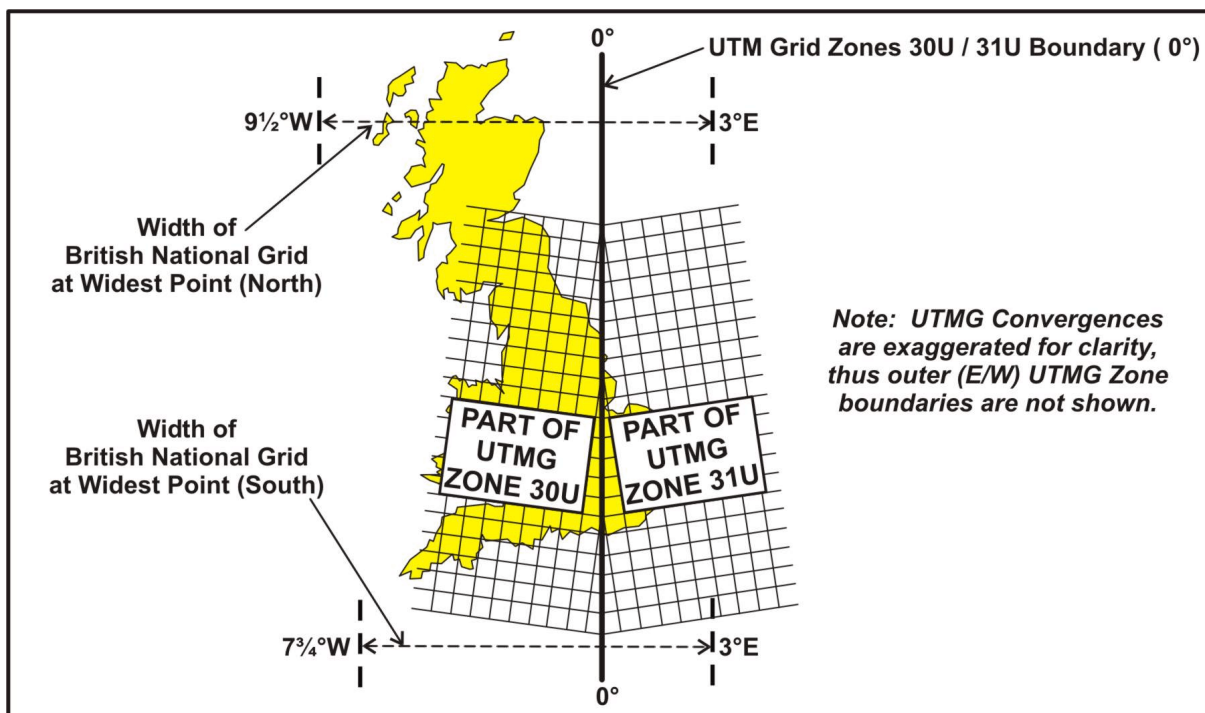 0°
UTM Grid Zones 30U / 31U Boundary ( 0°)
9½°W
3°E
Width of
British National Grid
at Widest Point (North)
Note: UTMG Convergences
are exaggerated for clarity,
thus outer (E/W) UTMG Zone
boundaries are not shown.
PART OF
UTMG
ZONE 30U
PART OF
UTMG
ZONE 31U
Width of
British National Grid
at Widest Point (South)
7¾°W
3°E
0°